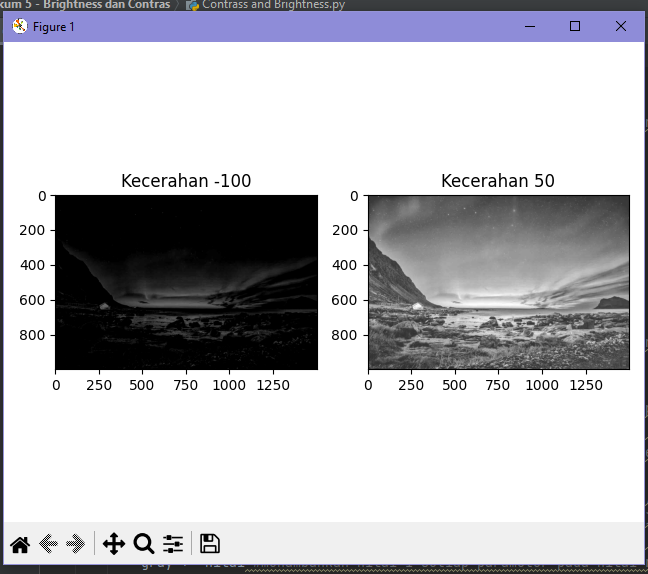 kum 5 - Brightness dan Contras 〉 Contrass and Brightness.py
Figure 1
Kecerahan -100
Kecerahan 50
0
200
400
600
800
0 250 500 750 1000 1250
0
200
400
600
800
0 250 500 750 1000 1250